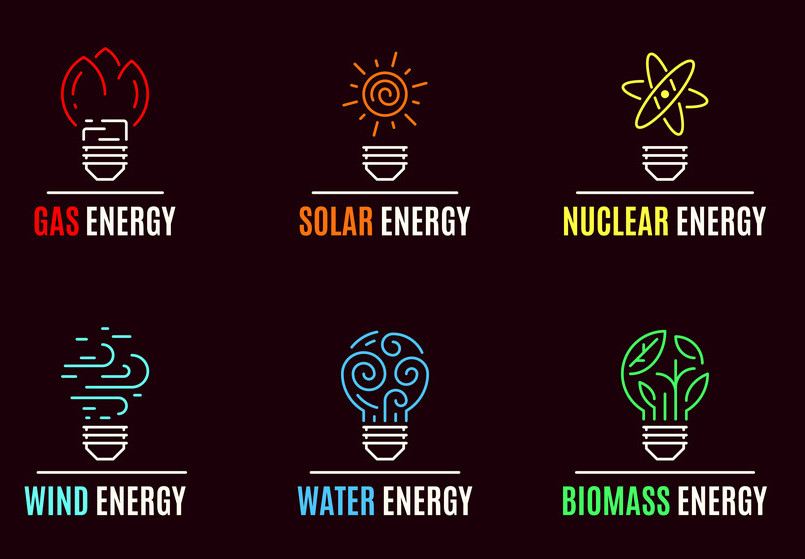 GAS ENERGY
SOLAR ENERGY
NUCLEAR ENERGY
WIND ENERGY
WATER ENERGY
BIOMASS ENERGY